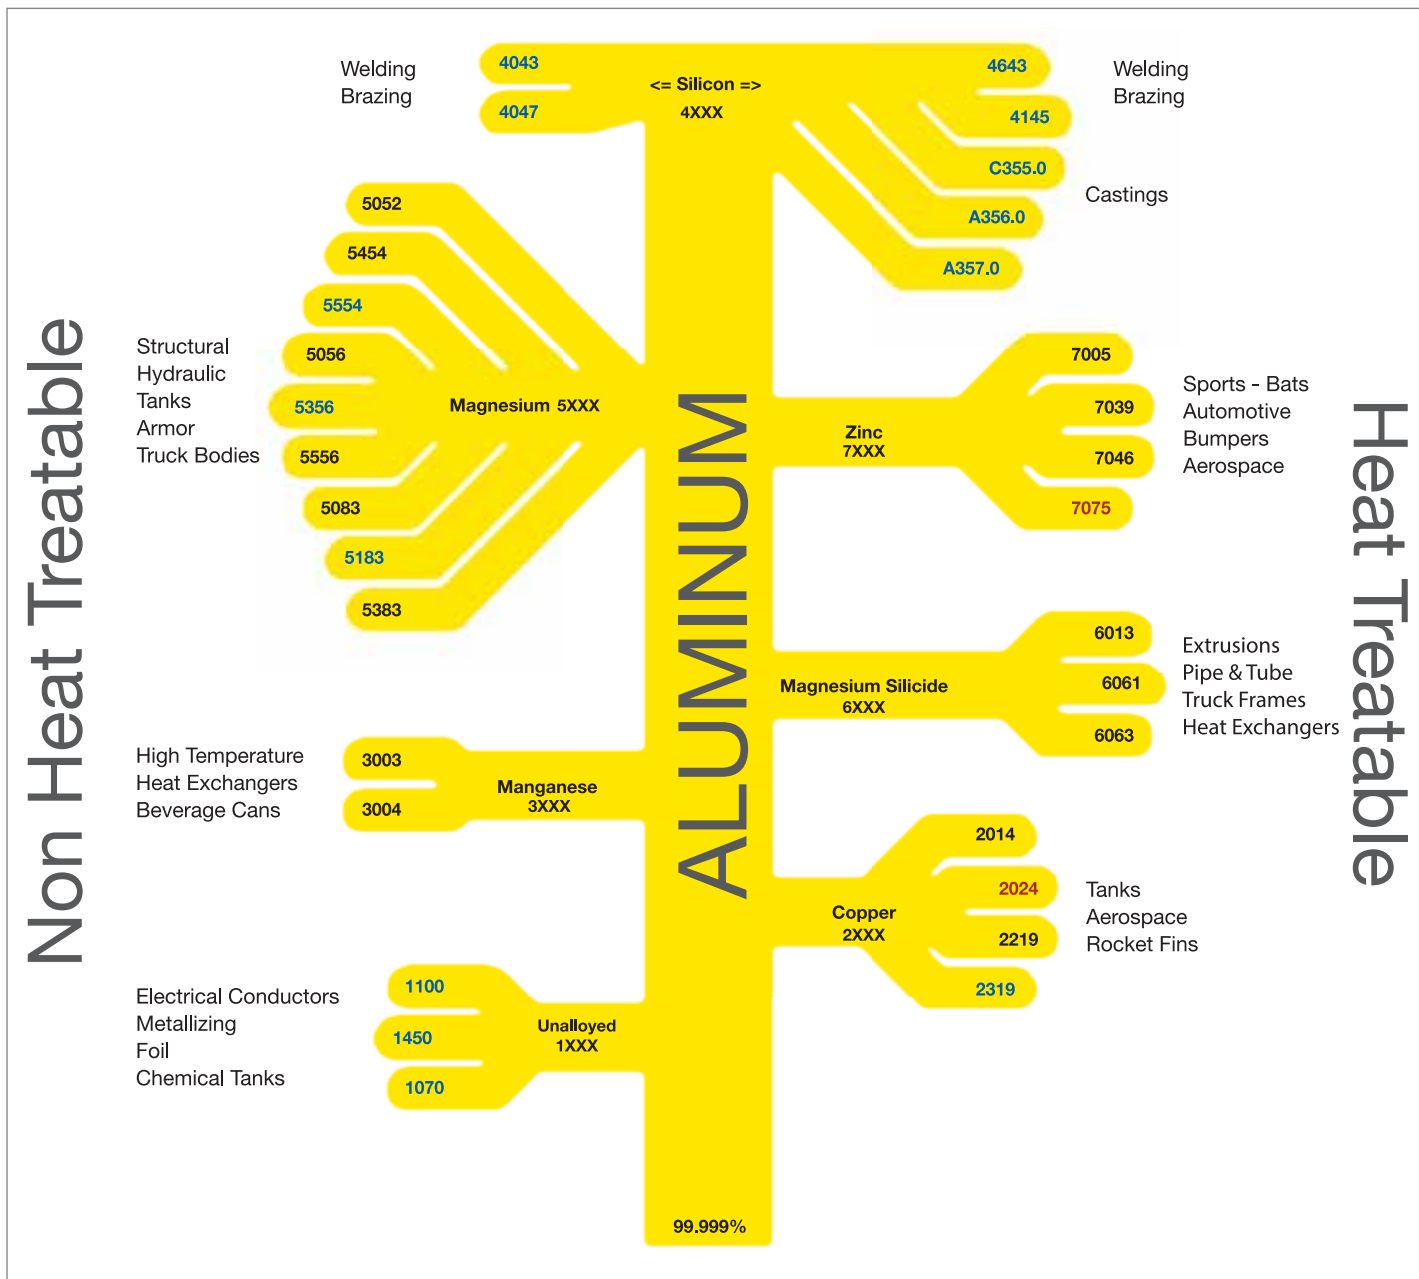 Non Heat Treatable
Welding
Brazing
4043
4047
<= Silicon =>
4XXX
4643
4145
C355.0
A356.0
A357.0
Welding
Brazing
Castings
5052
5454
5554
5056
5356
5556
5083
5183
5383
Magnesium 5XXX
Structural
Hydraulic
Tanks
Armor
Truck Bodies
ALUMINUM
Zinc
7XXX
7005
7039
7046
7075
Sports - Bats
Automotive
Bumpers
Aerospace
Magnesium Silicide
6XXX
6013
6061
6063
Extrusions
Pipe & Tube
Truck Frames
Heat Exchangers
High Temperature
Heat Exchangers
Beverage Cans
3003
3004
Manganese
3XXX
Copper
2XXX
2014
2024
2219
2319
Tanks
Aerospace
Rocket Fins
Electrical Conductors
Metallizing
Foil
Chemical Tanks
1100
1450
1070
Unalloyed
1XXX
99.999%
Heat Treatable